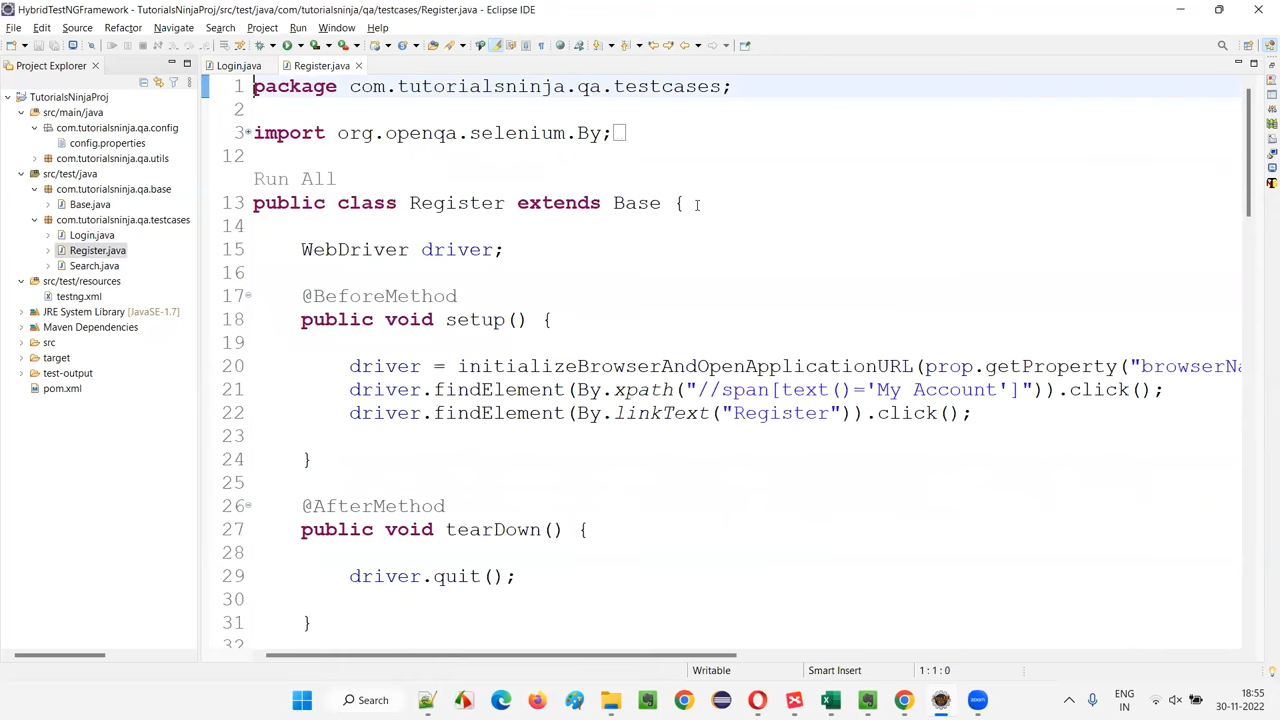 HybridTestNGFramework - TutorialsNinjaProj/src/test/java/com/tutorialsninja/qa/testcases/Register.java - Eclipse IDE
File Edit Source Refactor Navigate Search Project Run Window Help
Project Explorer
Login.java
Register.java
TutorialsNinjaProj
src/main/java
com.tutorialsninja.qa.config
config.properties
com.tutorialsninja.qa.utils
src/test/java
com.tutorialsninja.qa.base
Base.java
com.tutorialsninja.qa.testcases
Login.java
Register.java
Search.java
src/test/resources
testng.xml
JRE System Library [JavaSE-1.7]
Maven Dependencies
src
target
test-output
pom.xml
1 package com.tutorialsninja.qa.testcases;
2
3 import org.openqa.selenium.By;
12
Run All
13 public class Register extends Base {
14
15 WebDriver driver;
16
17 @BeforeMethod
18 public void setup() {
19
20 driver = initializeBrowserAndOpenApplicationURL(prop.getProperty("browserNa
21 driver.findElement(By.xpath("//span[text()='My Account']")).click();
22 driver.findElement(By.linkText("Register")).click();
23
24 }
25
26 @AfterMethod
27 public void tearDown() {
28
29 driver.quit();
30
31 }
32
Writable Smart Insert 1:1:0
Search
zoom
ENG
IN
18:55
30-11-2022